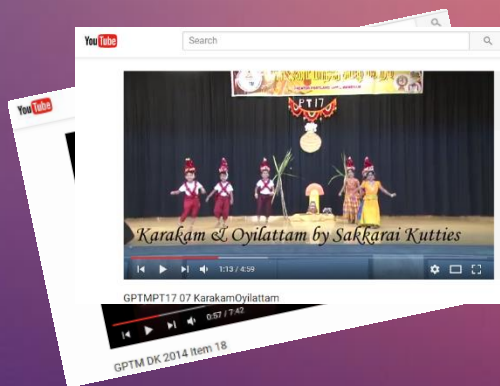 YouTube
Search
YouTube
PT17
Karakam & Oyilattam by Sakkarai Kutties
1:13 / 4:59
GPTMPT17 07 KarakamOyilattam
0:57 / 7:42
GPTM DK 2014 Item 18